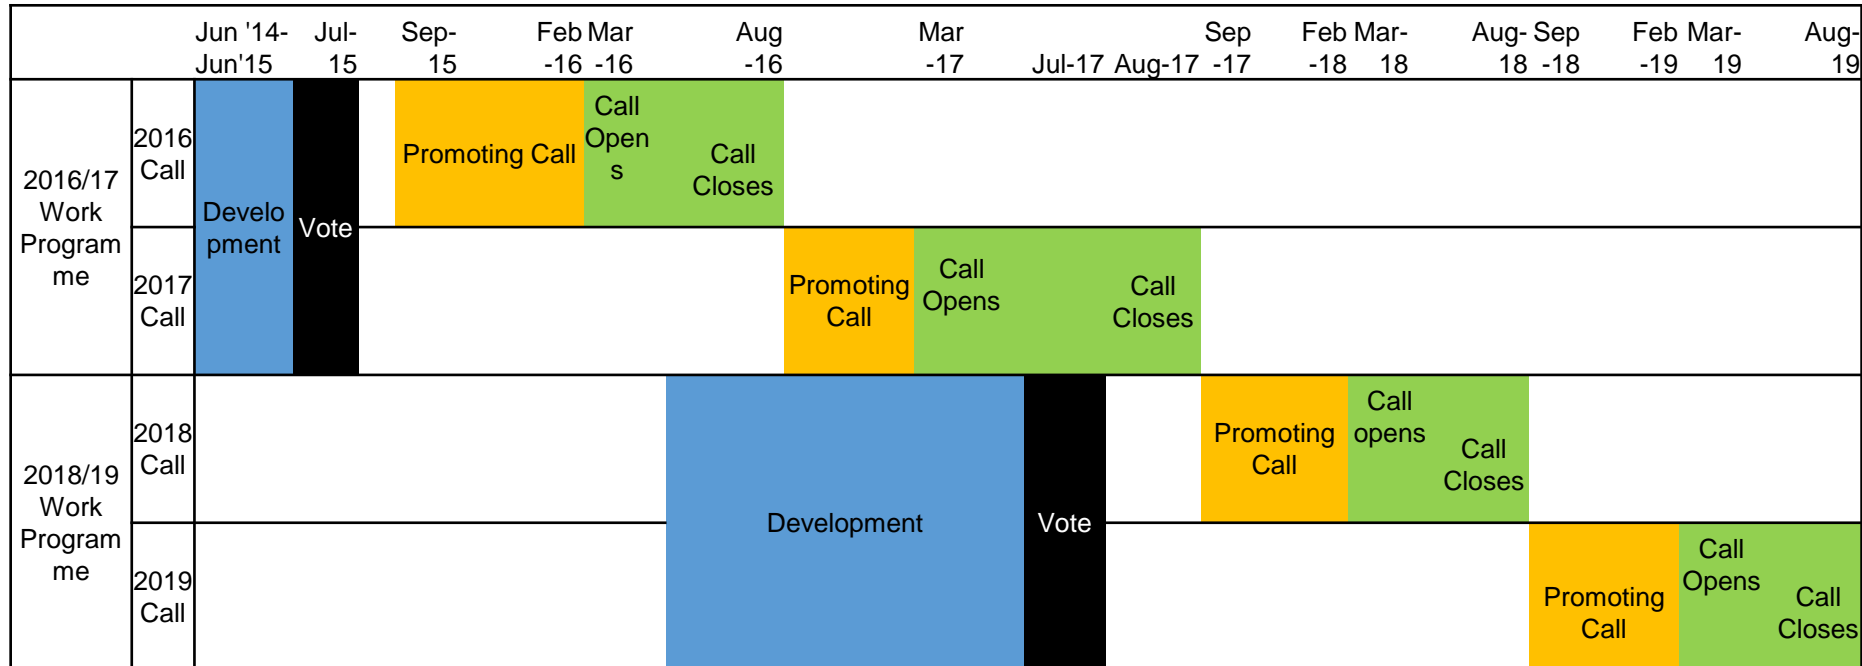 Jun '14- Jul- Sep- Feb Mar Aug Mar Sep Feb Mar- Aug- Sep Feb Mar- Aug-
Jun'15 15 15 -16 -16 -16 -17 Jul-17 Aug-17 -17 -18 18 18 -18 -19 19 19
2016/17
Work
Program
me
2016
Call
Develo
pment
Vote
Promoting Call
Call
Open
s
Call
Closes
2017
Call
Promoting
Call
Call
Opens
Call
Closes
2018/19
Work
Program
me
2018
Call
Development
Vote
Promoting
Call
Call
opens
Call
Closes
2019
Call
Promoting
Call
Call
Opens
Call
Closes